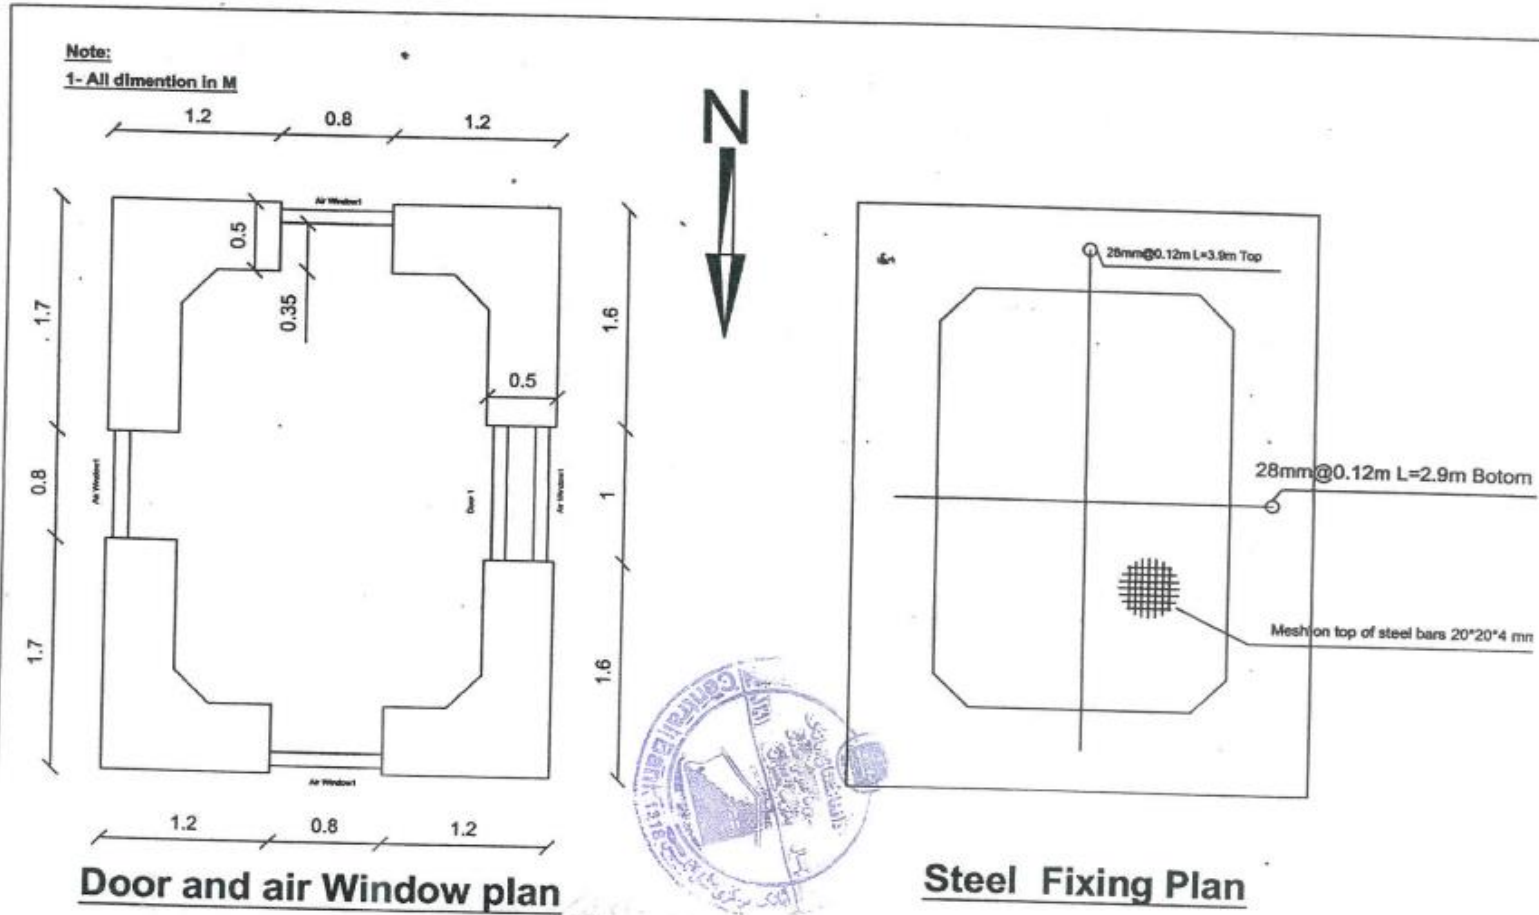 Note:
1- All dimention in M
1.2
0.8
1.2
N
Air Window1
0.5
0.35
1.7
0.8
1.7
0.5
1.6
1
1.6
Air Window1
Door 1
Air Window1
Air Window1
1.2
0.8
1.2
Door and air Window plan
28mm@0.12m L=3.9m Top
28mm@0.12m L=2.9m Botom
Mesh on top of steel bars 20*20*4 mm
Steel Fixing Plan
Central Bank 1318